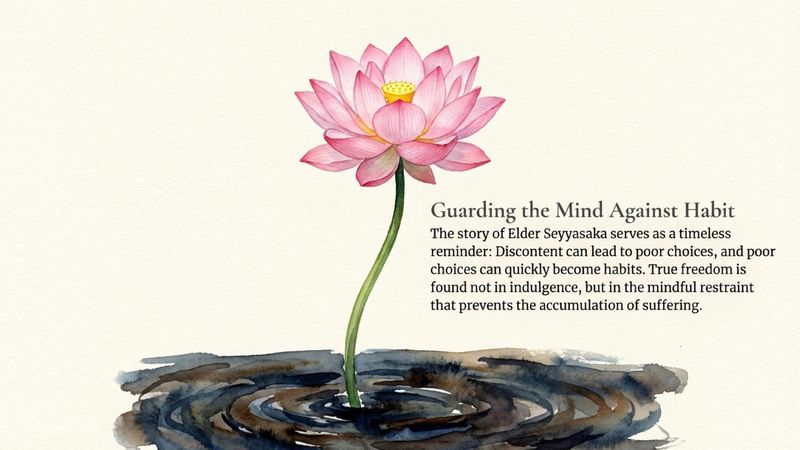 Guarding the Mind Against Habit
The story of Elder Seyyasaka serves as a timeless
reminder: Discontent can lead to poor choices, and poor
choices can quickly become habits. True freedom is
found not in indulgence, but in the mindful restraint
that prevents the accumulation of suffering.